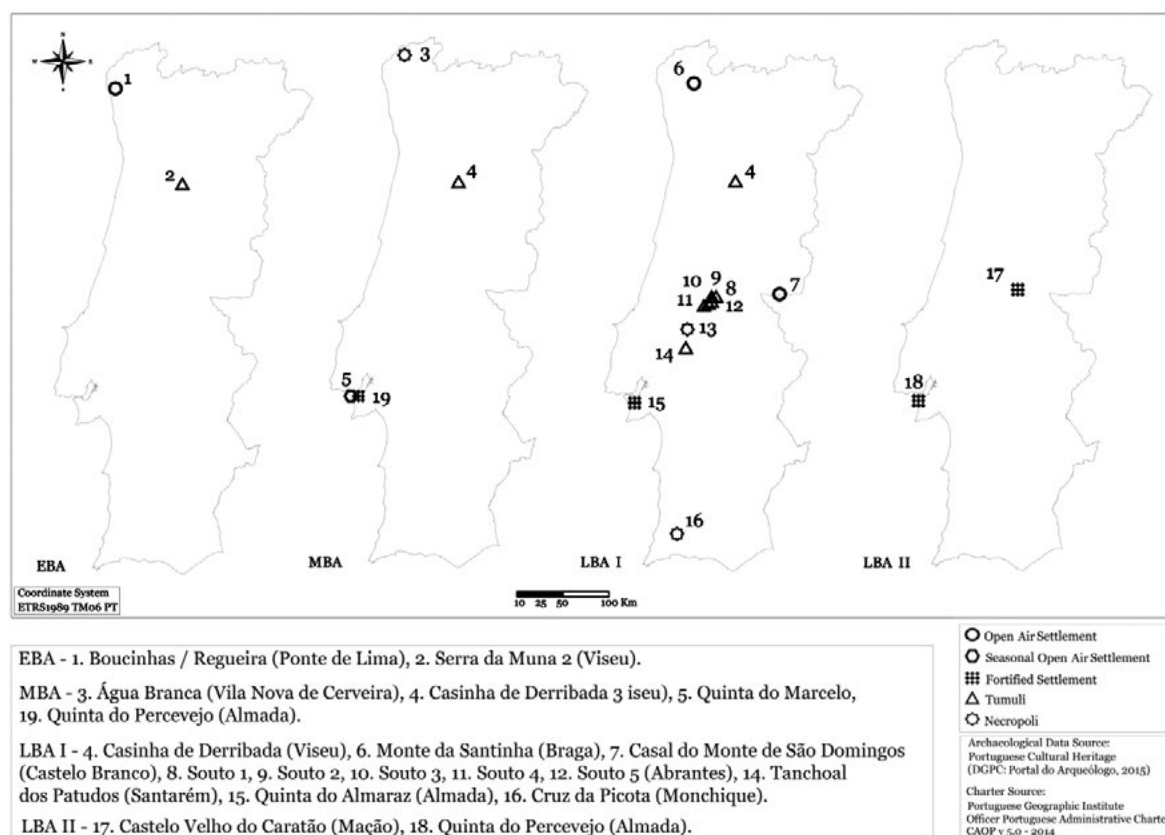 N
W E
S
1
2
EBA
3
4
5
19
MBA
6
4
9
10 8
7
11 12
13
14
15
16
LBA I
17
18
LBA II
Coordinate System
ETRS1989 TM06 PT
10 25 50 100 Km
EBA - 1. Boucinhas / Regueira (Ponte de Lima), 2. Serra da Muna 2 (Viseu).
MBA - 3. Água Branca (Vila Nova de Cerveira), 4. Casinha de Derribada 3 iseu), 5. Quinta do Marcelo,
19. Quinta do Percevejo (Almada).
LBA I - 4. Casinha de Derribada (Viseu), 6. Monte da Santinha (Braga), 7. Casal do Monte de São Domingos
(Castelo Branco), 8. Souto 1, 9. Souto 2, 10. Souto 3, 11. Souto 4, 12. Souto 5 (Abrantes), 14. Tanchoal
dos Patudos (Santarém), 15. Quinta do Almaraz (Almada), 16. Cruz da Picota (Monchique).
LBA II - 17. Castelo Velho do Caratão (Mação), 18. Quinta do Percevejo (Almada).
Open Air Settlement
Seasonal Open Air Settlement
Fortified Settlement
Tumuli
Necropoli
Archaeological Data Source:
Portuguese Cultural Heritage
(DGPC: Portal do Arqueólogo, 2015)
Charter Source:
Portuguese Geographic Institute
Officer Portuguese Administrative Charte
CAOP v 5.0 - 2014